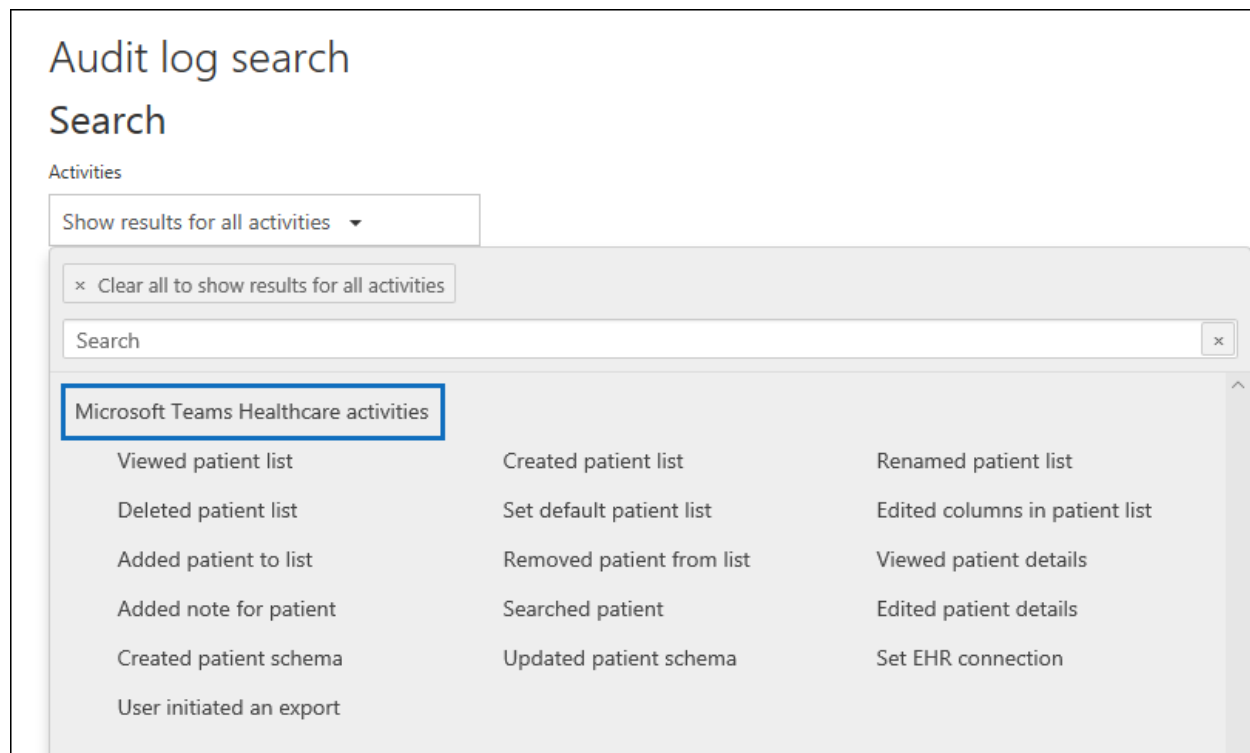 Audit log search
Search
Activities
Show results for all activities
× Clear all to show results for all activities
Search
×
Microsoft Teams Healthcare activities
Viewed patient list Created patient list Renamed patient list
Deleted patient list Set default patient list Edited columns in patient list
Added patient to list Removed patient from list Viewed patient details
Added note for patient Searched patient Edited patient details
Created patient schema Updated patient schema Set EHR connection
User initiated an export